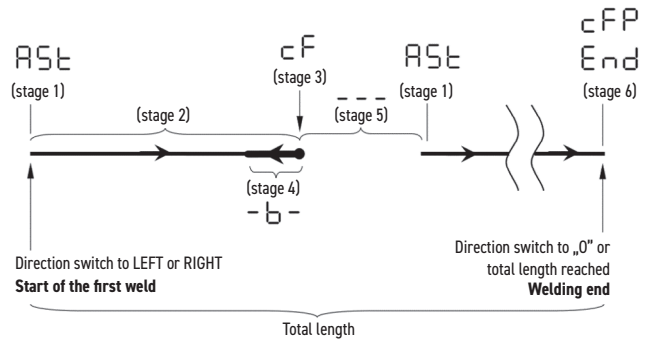 cFP
End
(stage 6)
ASt
(stage 1)
cF
(stage 3)
ASt
(stage 1)
(stage 2)
---
(stage 5)
(stage 4)
-b-
Direction switch to LEFT or RIGHT
Start of the first weld
Direction switch to „0” or
total length reached
Welding end
Total length